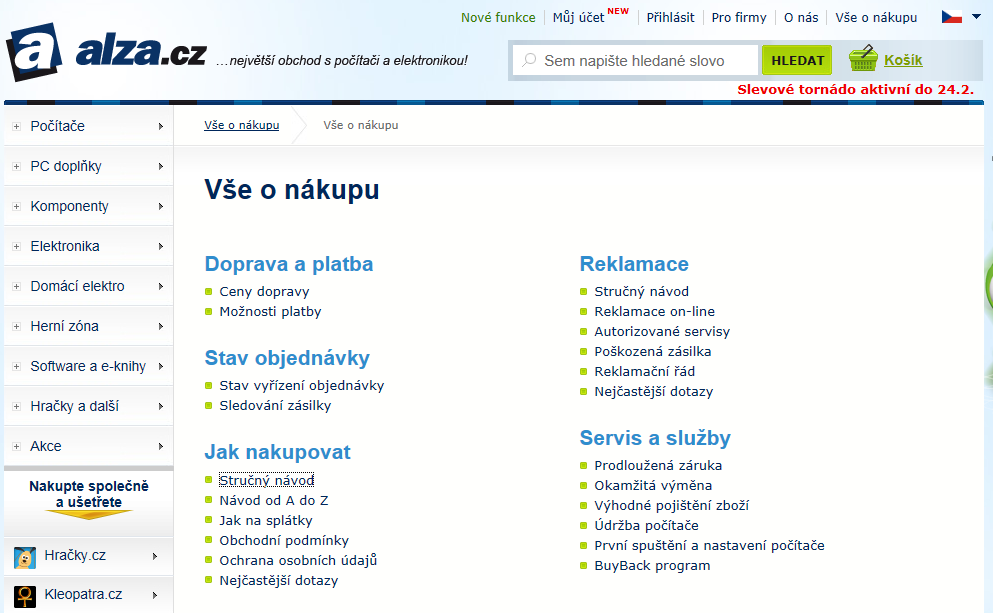 Nové funkce
Můj účet NEW
Přihlásit
Pro firmy
O nás
Vše o nákupu
a alza.cz
...největší obchod s počítači a elektronikou!
Sem napište hledané slovo
HLEDAT
Košík
Slevové tornádo aktivní do 24.2.
Počítače
PC doplňky
Komponenty
Elektronika
Domácí elektro
Herní zóna
Software a e-knihy
Hračky a další
Akce
Nakupte společně
a ušetřete
Hračky.cz
Kleopatra.cz
Vše o nákupu
Vše o nákupu
Vše o nákupu
Doprava a platba
Ceny dopravy
Možnosti platby
Stav objednávky
Stav vyřízení objednávky
Sledování zásilky
Jak nakupovat
Stručný návod
Návod od A do Z
Jak na splátky
Obchodní podmínky
Ochrana osobních údajů
Nejčastější dotazy
Reklamace
Stručný návod
Reklamace on-line
Autorizované servisy
Poškozená zásilka
Reklamační řád
Nejčastější dotazy
Servis a služby
Prodloužená záruka
Okamžitá výměna
Výhodné pojištění zboží
Údržba počítače
První spuštění a nastavení počítače
BuyBack program